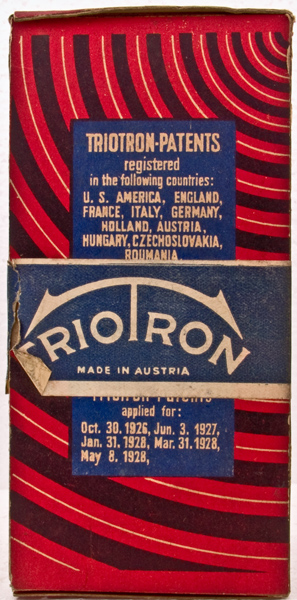 TRIOTRON-PATENTS
registered
in the following countries:
U. S. AMERICA, ENGLAND,
FRANCE, ITALY, GERMANY,
HOLLAND, AUSTRIA,
HUNGARY, CZECHOSLOVAKIA,
ROUMANIA
TRIOTRON
MADE IN AUSTRIA
Triotron-Patents
applied for:
Oct. 30. 1926, Jun. 3. 1927,
Jan. 31. 1928, Mar. 31. 1928,
May 8. 1928,